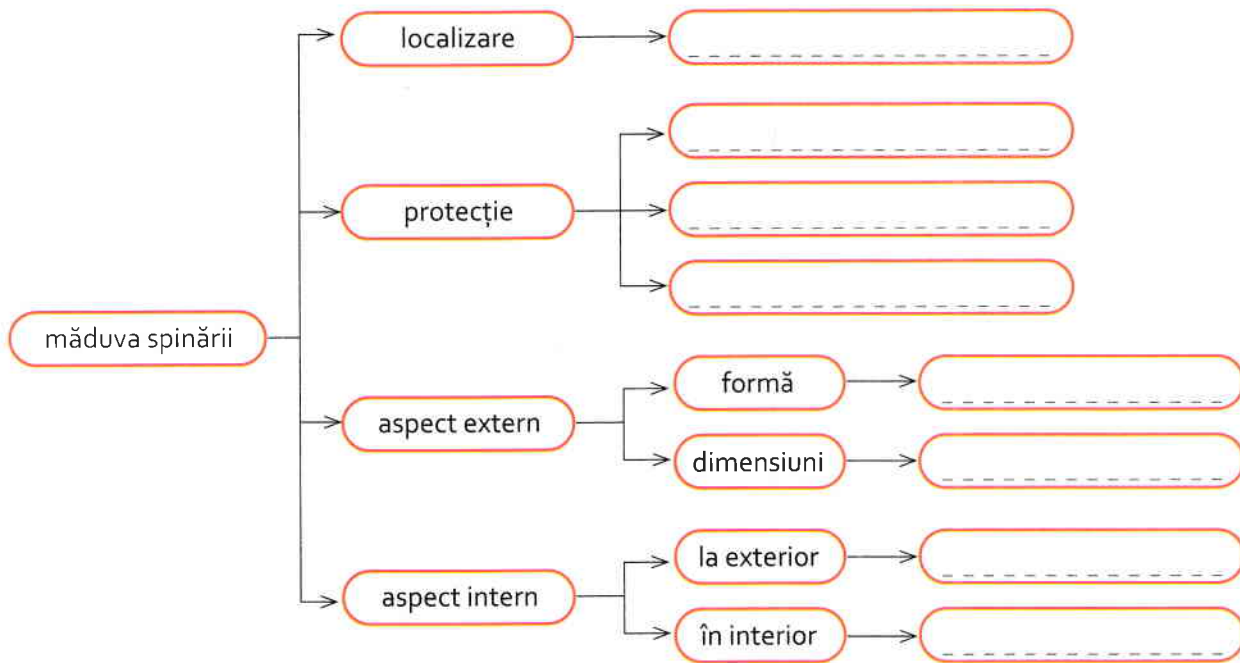 localizare
protecție
măduva spinării
formă
aspect extern
dimensiuni
la exterior
aspect intern
în interior